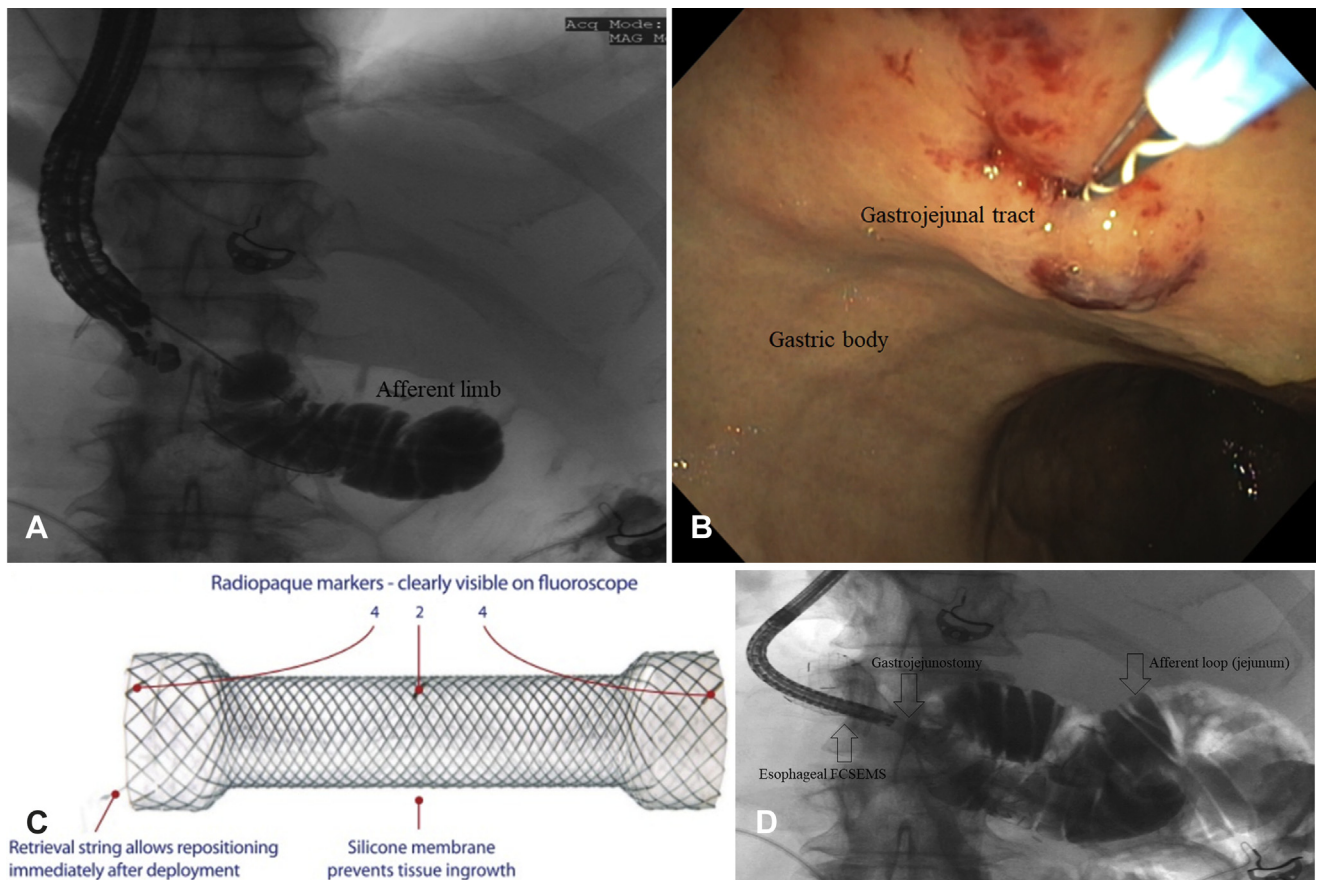 Acq Mode:
MAG M
Afferent limb
A
Gastrojejunal tract
Gastric body
B
Radiopaque markers - clearly visible on fluoroscope
4 2 4
Retrieval string allows repositioning
immediately after deployment
Silicone membrane
prevents tissue ingrowth
C
Gastrojejunostomy
Afferent loop (jejunum)
Esophageal FCSEMS
D